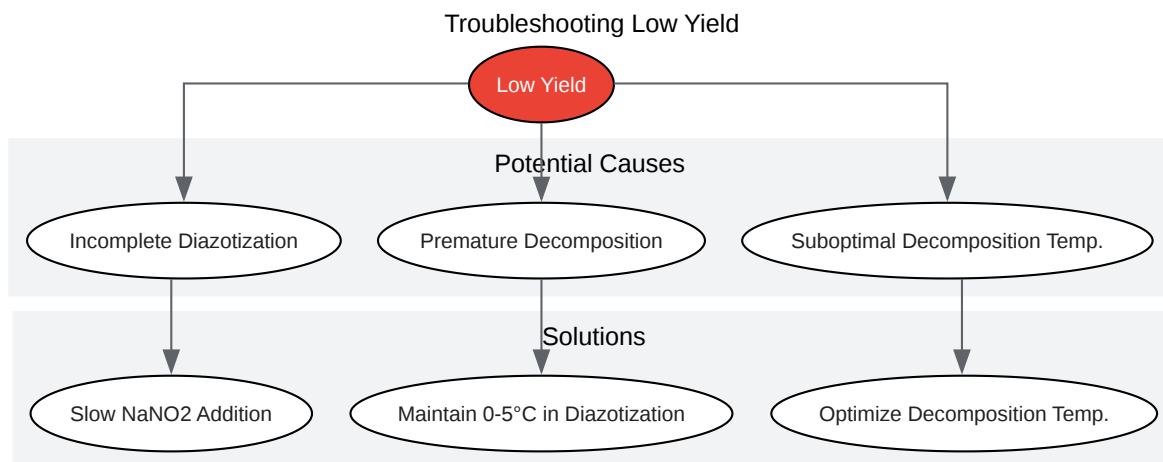 Troubleshooting Low Yield
Low Yield
Potential Causes
Incomplete Diazotization
Premature Decomposition
Suboptimal Decomposition Temp.
Solutions
Slow NaNO2 Addition
Maintain 0-5°C in Diazotization
Optimize Decomposition Temp.